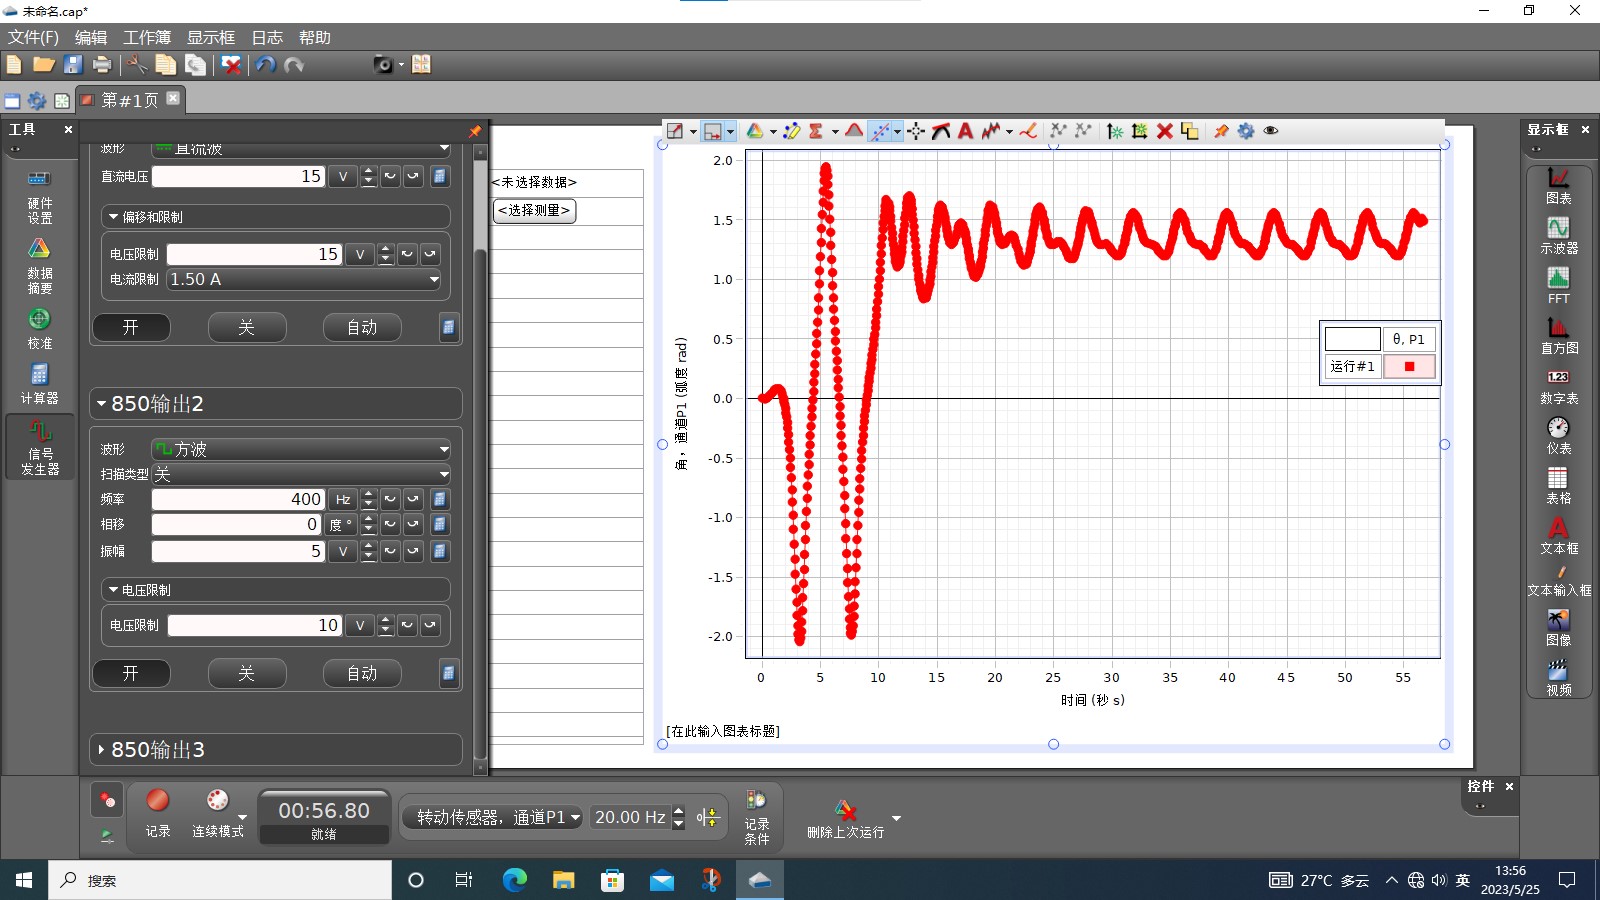 未命名.cap*
文件(F) 编辑 工作簿 显示框 日志 帮助
第#1页
工具
硬件
设置
数据
摘要
校准
计算器
信号
发生器
波形 直流波
直流电压 15 V
偏移和限制
电压限制 15 V
电流限制 1.50 A
开 关 自动
850输出2
波形 方波
扫描类型 关
频率 400 Hz
相移 0 度 °
振幅 5 V
电压限制
电压限制 10 V
开 关 自动
850输出3
<未选择数据>
<选择测量>
角，通道P1 (弧度 rad)
2.0
1.5
1.0
0.5
0.0
-0.5
-1.0
-1.5
-2.0
0 5 10 15 20 25 30 35 40 45 50 55
时间 (秒 s)
θ, P1
运行#1
[在此输入图表标题]
显示框
图表
示波器
FFT
直方图
1.23
数字表
仪表
表格
文本框
文本输入框
图像
视频
记录
连续模式
00:56.80
就绪
转动传感器，通道P1
20.00 Hz
记录
条件
删除上次运行
控件
搜索
27°C 多云
英
13:56
2023/5/25